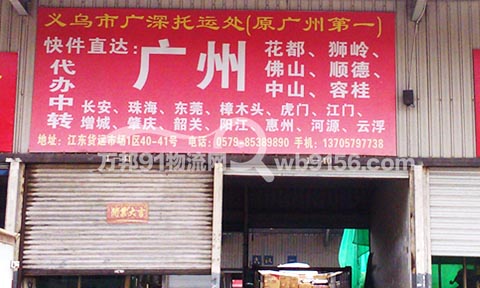 义乌市广深托运处(原广州第一)
快件直达:
代办中转
广州
花都、狮岭、
佛山、顺德、
中山、容桂
长安、珠海、东莞、樟木头、虎门、江门、
增城、肇庆、韶关、阳江、惠州、河源、云浮
地址:江东货运市场1区40-41号 电话:0579-85389890 手机:13705797738
万邦91物流网 wb9156.com